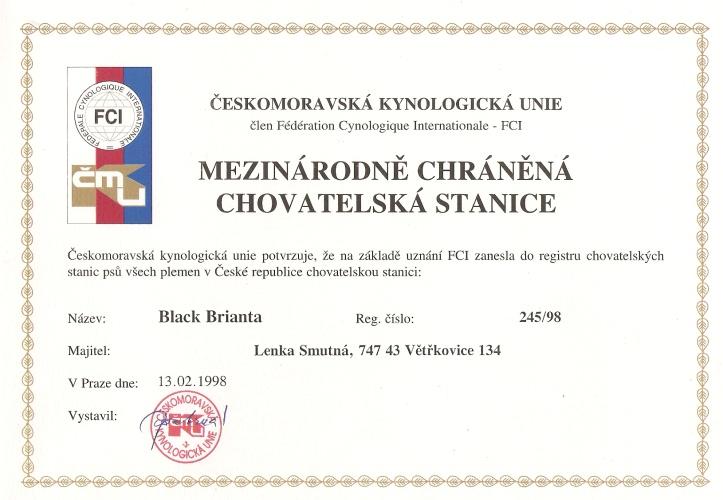 FÉDÉRALE CYNOLOGIQUE INTERNATIONALE
FCI
čmKU
ČESKOMORAVSKÁ KYNOLOGICKÁ UNIE
člen Fédération Cynologique Internationale - FCI
MEZINÁRODNĚ CHRÁNĚNÁ
CHOVATELSKÁ STANICE
Českomoravská kynologická unie potvrzuje, že na základě uznání FCI zanesla do registru chovatelských
stanic psů všech plemen v České republice chovatelskou stanici:
Název: Black Brianta Reg. číslo: 245/98
Majitel: Lenka Smutná, 747 43 Větřkovice 134
V Praze dne: 13.02.1998
Vystavil:
ČESKOMORAVSKÁ
KYNOLOGICKÁ UNIE